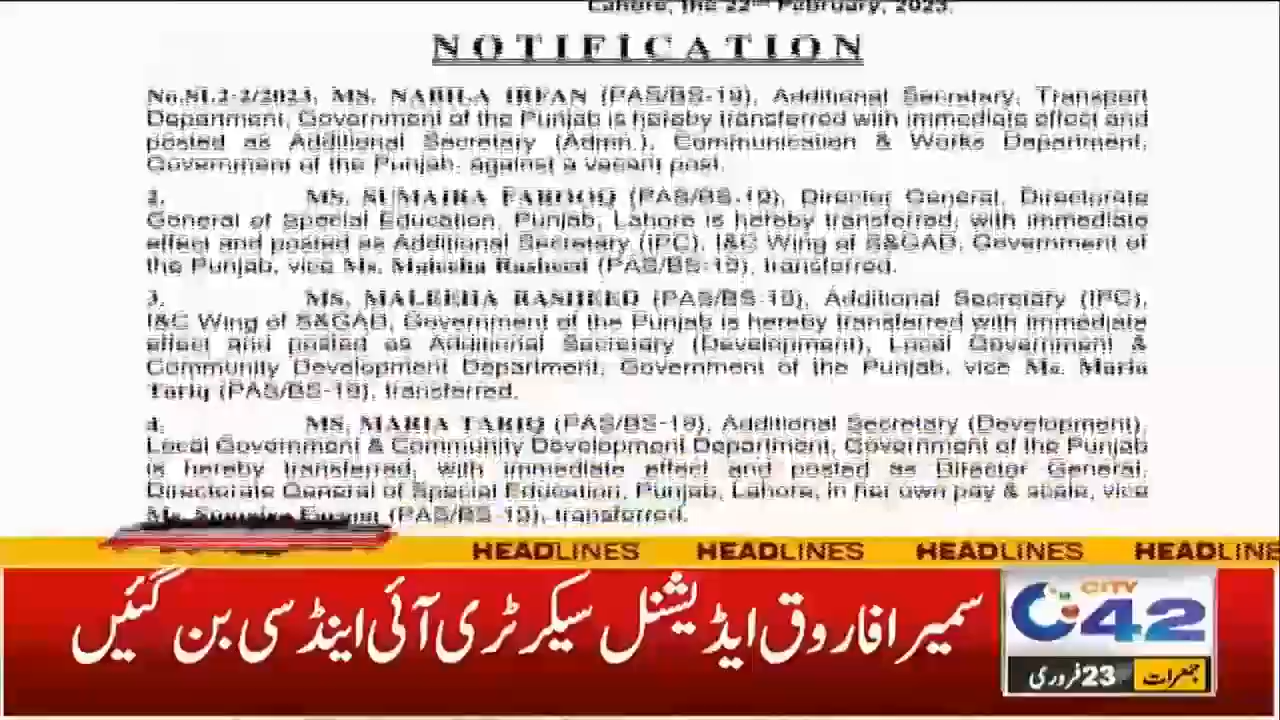 Lahore, the 22nd February, 2023.
NOTIFICATION
No.SI.2-2/2023, MS. NABILA IRFAN (PAS/BS-19), Additional Secretary, Transport
Department, Government of the Punjab is hereby transferred with immediate effect and
posted as Additional Secretary (Admn.), Communication & Works Department,
Government of the Punjab, against a vacant post.
2. MS. SUMAIRA FAROOQ (PAS/BS-19), Director General, Directorate
General of Special Education, Punjab, Lahore is hereby transferred, with immediate
effect and posted as Additional Secretary (IPC), I&C Wing of S&GAD, Government of
the Punjab, vice Ms. Maleeha Rasheed (PAS/BS-19), transferred.
3. MS. MALEEHA RASHEED (PAS/BS-19), Additional Secretary (IPC),
I&C Wing of S&GAD, Government of the Punjab is hereby transferred with immediate
effect and posted as Additional Secretary (Development), Local Government &
Community Development Department, Government of the Punjab, vice Ms. Maria
Tariq (PAS/BS-19), transferred.
4. MS. MARIA TARIQ (PAS/BS-19), Additional Secretary (Development),
Local Government & Community Development Department, Government of the Punjab
is hereby transferred, with immediate effect and posted as Director General,
Directorate General of Special Education, Punjab, Lahore, in her own pay & scale, vice
Ms. Sumaira Farooq (PAS/BS-19), transferred.
HEADLINES HEADLINES HEADLINES HEADLINE
سمیرا فاروق ایڈیشنل سیکرٹری آئی اینڈ سی بن گئیں
CITY
42
جمعرات 23 فروری